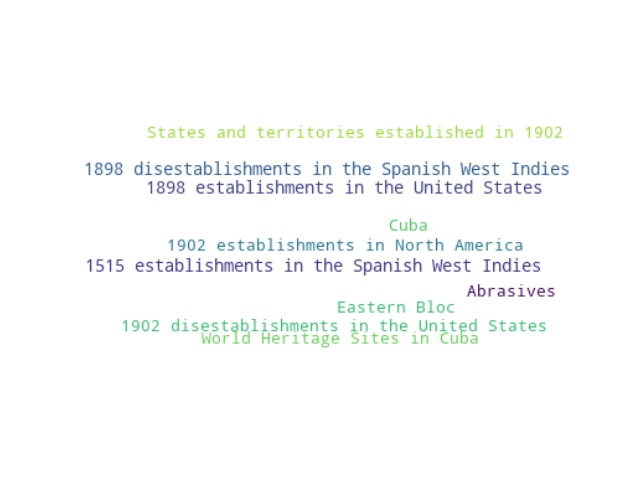 States and territories established in 1902
1898 disestablishments in the Spanish West Indies
1898 establishments in the United States
Cuba
1902 establishments in North America
1515 establishments in the Spanish West Indies
Abrasives
Eastern Bloc
1902 disestablishments in the United States
World Heritage Sites in Cuba